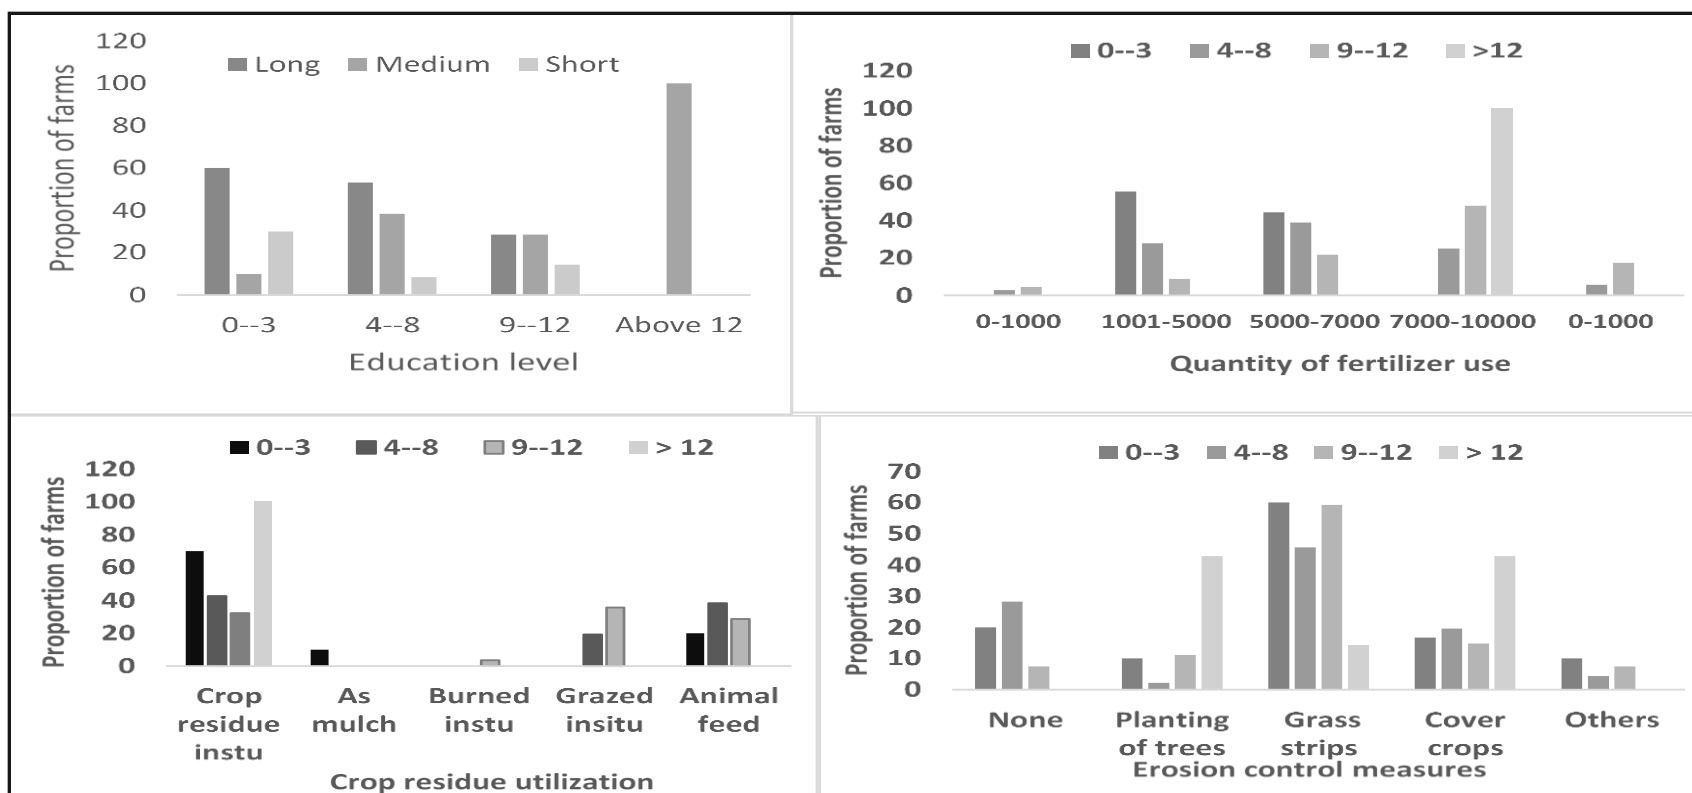 120
Long Medium Short
100
80
60
40
20
0
Proportion of farms
0--3 4--8 9--12 Above 12
Education level
0--3 4--8 9--12 >12
120
100
80
60
40
20
0
Proportion of farms
0-1000 1001-5000 5000-7000 7000-10000 0-1000
Quantity of fertilizer use
0--3 4--8 9--12 > 12
120
100
80
60
40
20
0
Proportion of farms
Crop As Burned Grazed Animal
residue mulch instu insitu feed
instu
Crop residue utilization
0--3 4--8 9--12 > 12
70
60
50
40
30
20
10
0
Proportion of farms
None Planting Grass Cover Others
of trees strips crops
Erosion control measures